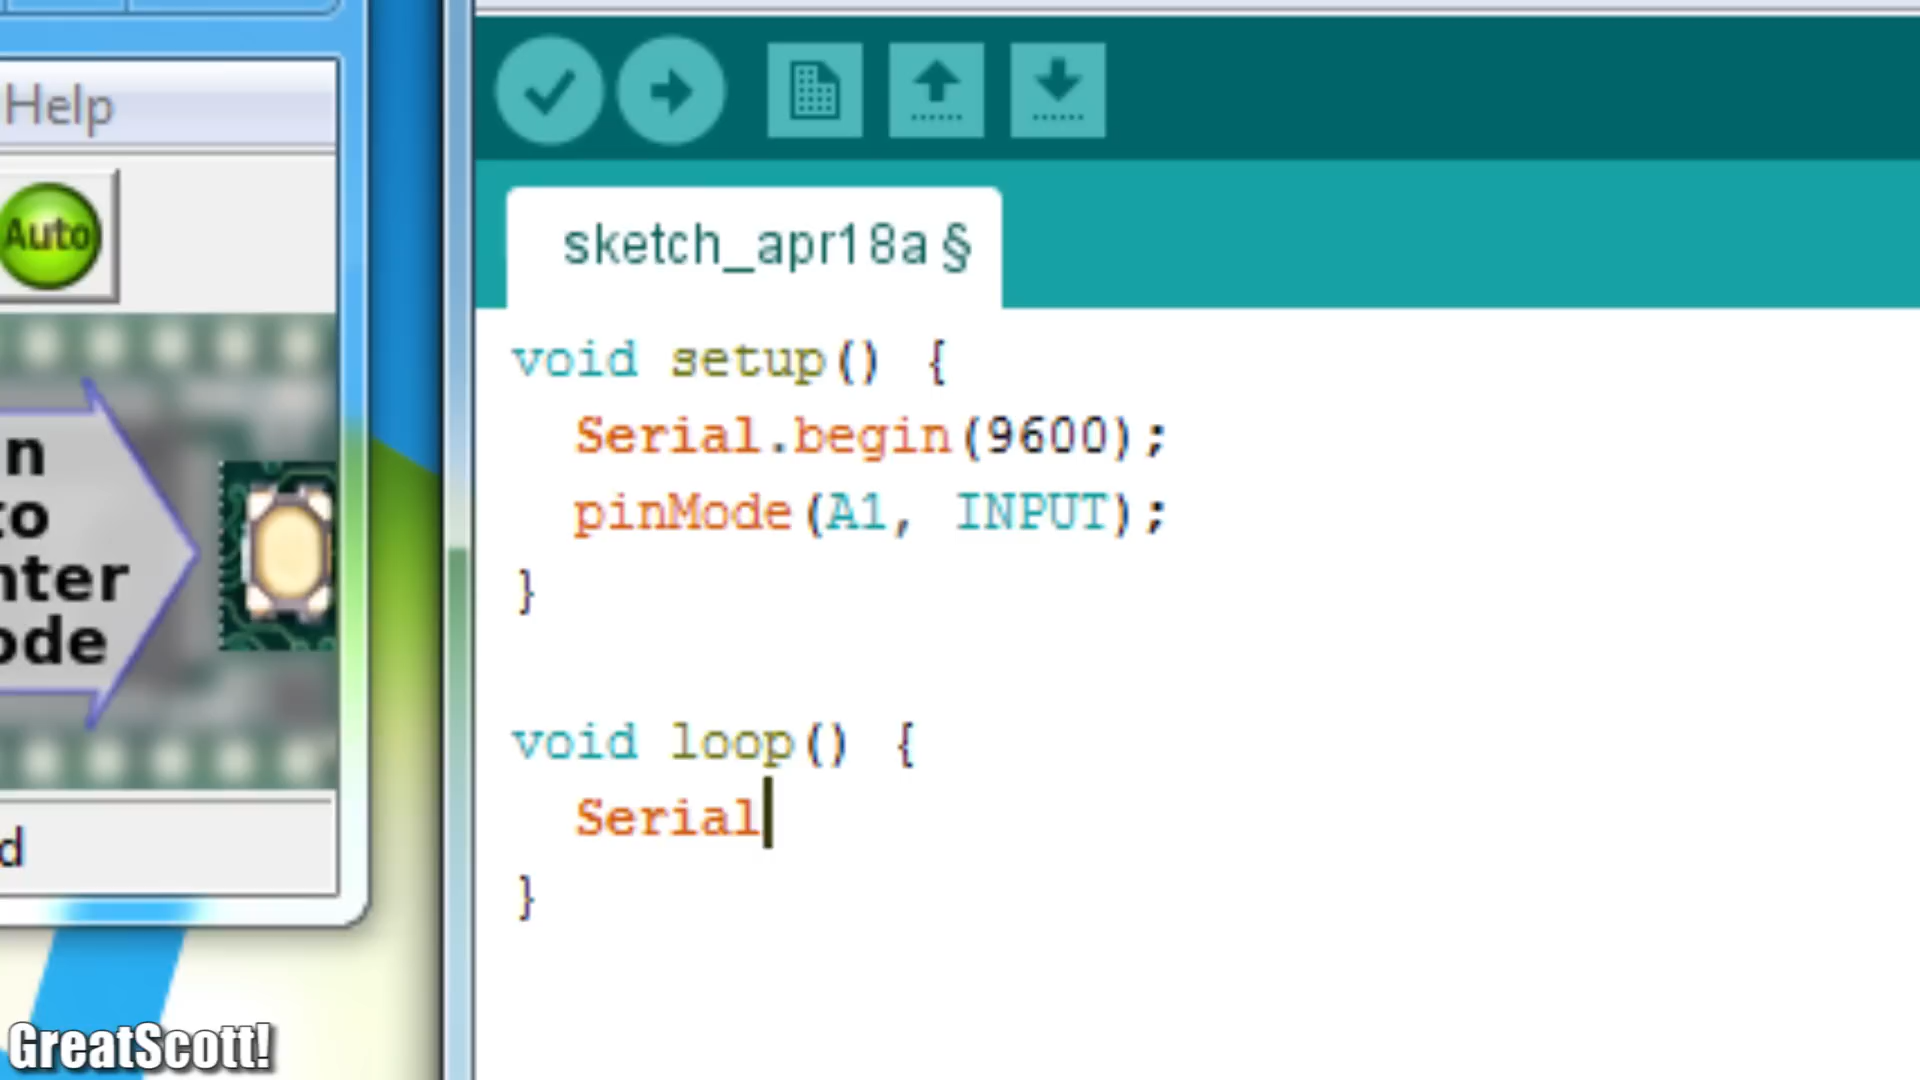 Help
Auto
n
to
nter
ode
d
sketch_apr18a §
void setup() {
Serial.begin(9600);
pinMode(A1, INPUT);
}
void loop() {
Serial
}
GreatScott!